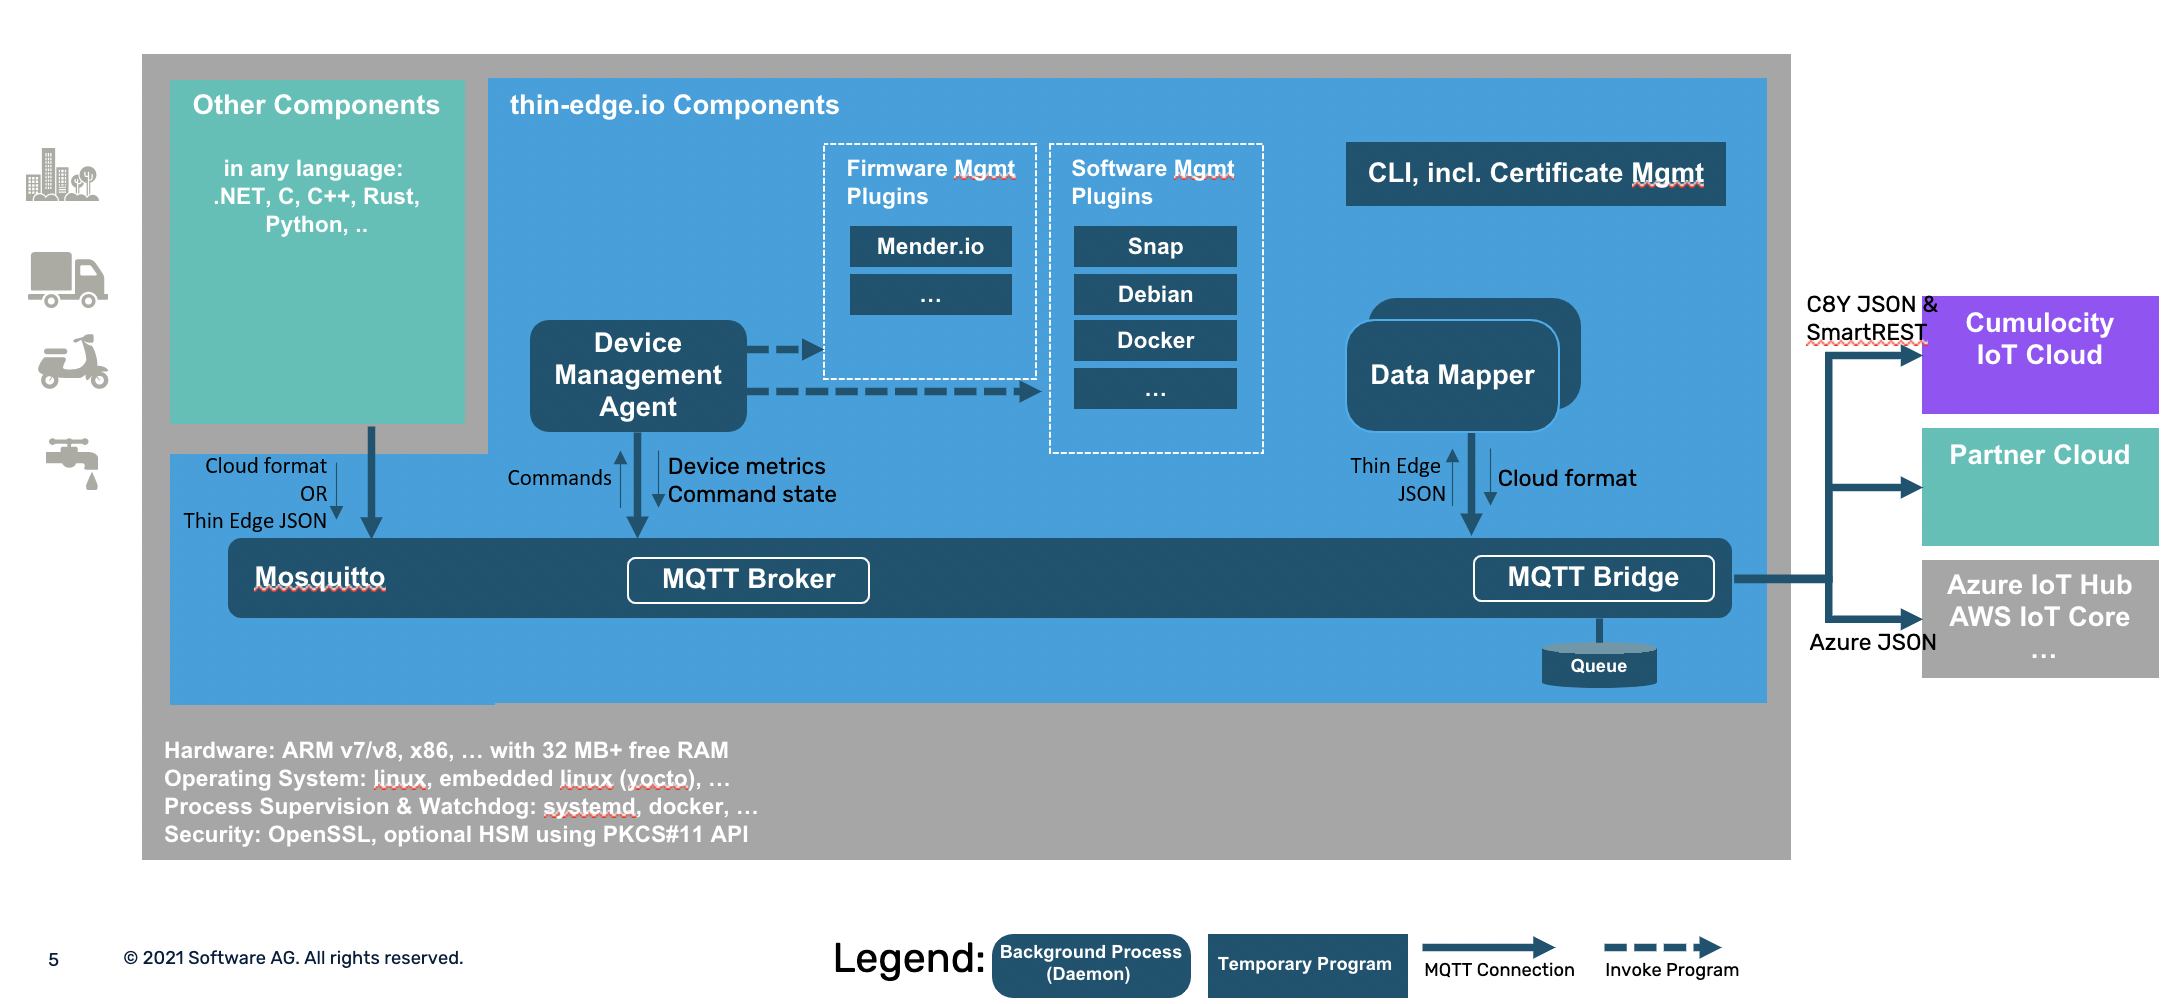 Other Components
in any language:
.NET, C, C++, Rust,
Python, ..
thin-edge.io Components
Firmware Mgmt
Plugins
Mender.io
...
Software Mgmt
Plugins
Snap
Debian
Docker
...
CLI, incl. Certificate Mgmt
Device
Management
Agent
Data Mapper
Cloud format
OR
Thin Edge JSON
Commands
Device metrics
Command state
Thin Edge
JSON
Cloud format
Mosquitto
MQTT Broker
MQTT Bridge
Queue
C8Y JSON &
SmartREST
Cumulocity
IoT Cloud
Partner Cloud
Azure IoT Hub
AWS IoT Core
...
Azure JSON
Hardware: ARM v7/v8, x86, … with 32 MB+ free RAM
Operating System: linux, embedded linux (yocto), …
Process Supervision & Watchdog: systemd, docker, …
Security: OpenSSL, optional HSM using PKCS#11 API
5
© 2021 Software AG. All rights reserved.
Legend:
Background Process
(Daemon)
Temporary Program
MQTT Connection
Invoke Program